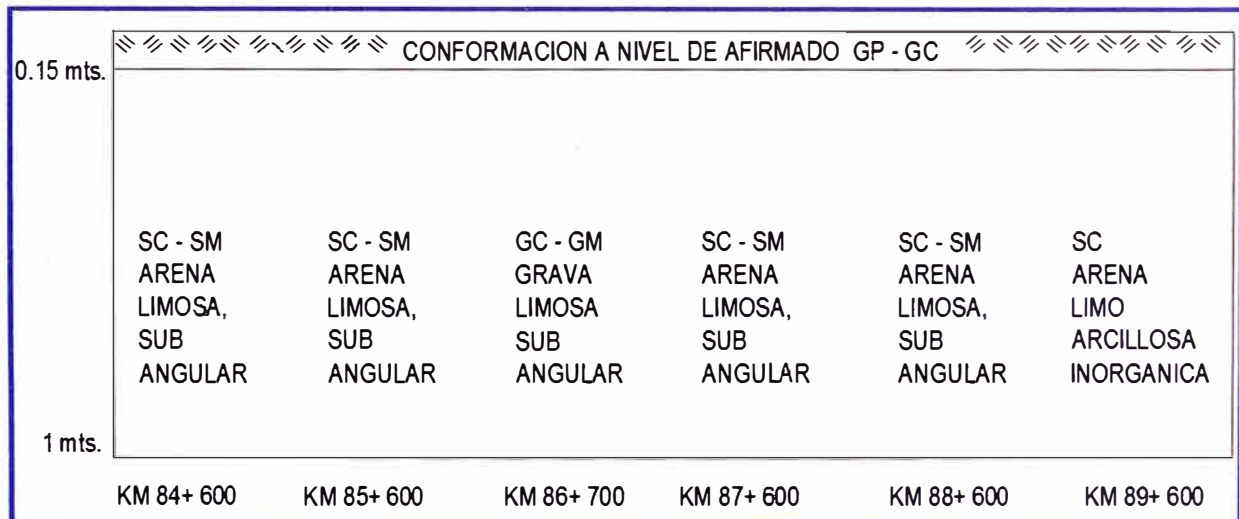 CONFORMACION A NIVEL DE AFIRMADO GP - GC
0.15 mts.
SC - SM
ARENA
LIMOSA,
SUB
ANGULAR
SC - SM
ARENA
LIMOSA,
SUB
ANGULAR
GC - GM
GRAVA
LIMOSA
SUB
ANGULAR
SC - SM
ARENA
LIMOSA,
SUB
ANGULAR
SC - SM
ARENA
LIMOSA,
SUB
ANGULAR
SC
ARENA
LIMO
ARCILLOSA
INORGANICA
1 mts.
KM 84+ 600 KM 85+ 600 KM 86+ 700 KM 87+ 600 KM 88+ 600 KM 89+ 600